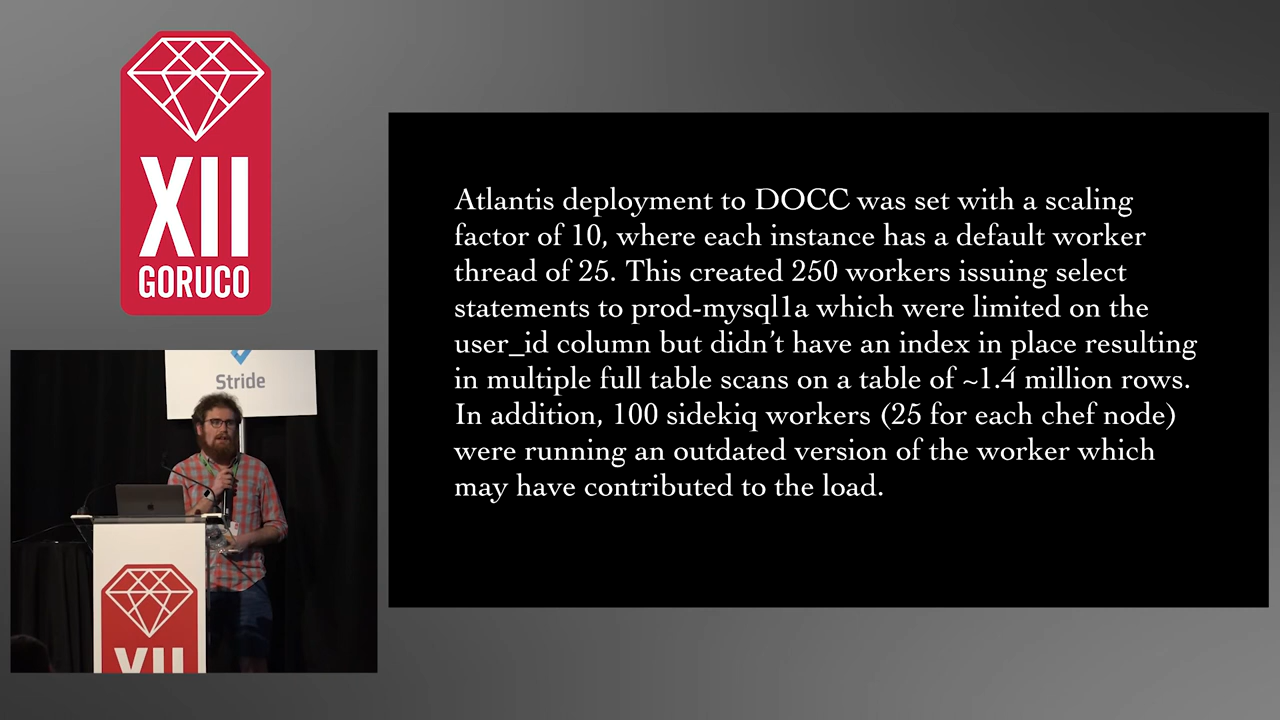 XII
GORUCO
Stride
XII
Atlantis deployment to DOCC was set with a scaling
factor of 10, where each instance has a default worker
thread of 25. This created 250 workers issuing select
statements to prod-mysql1a which were limited on the
user_id column but didn't have an index in place resulting
in multiple full table scans on a table of ~1.4 million rows.
In addition, 100 sidekiq workers (25 for each chef node)
were running an outdated version of the worker which
may have contributed to the load.